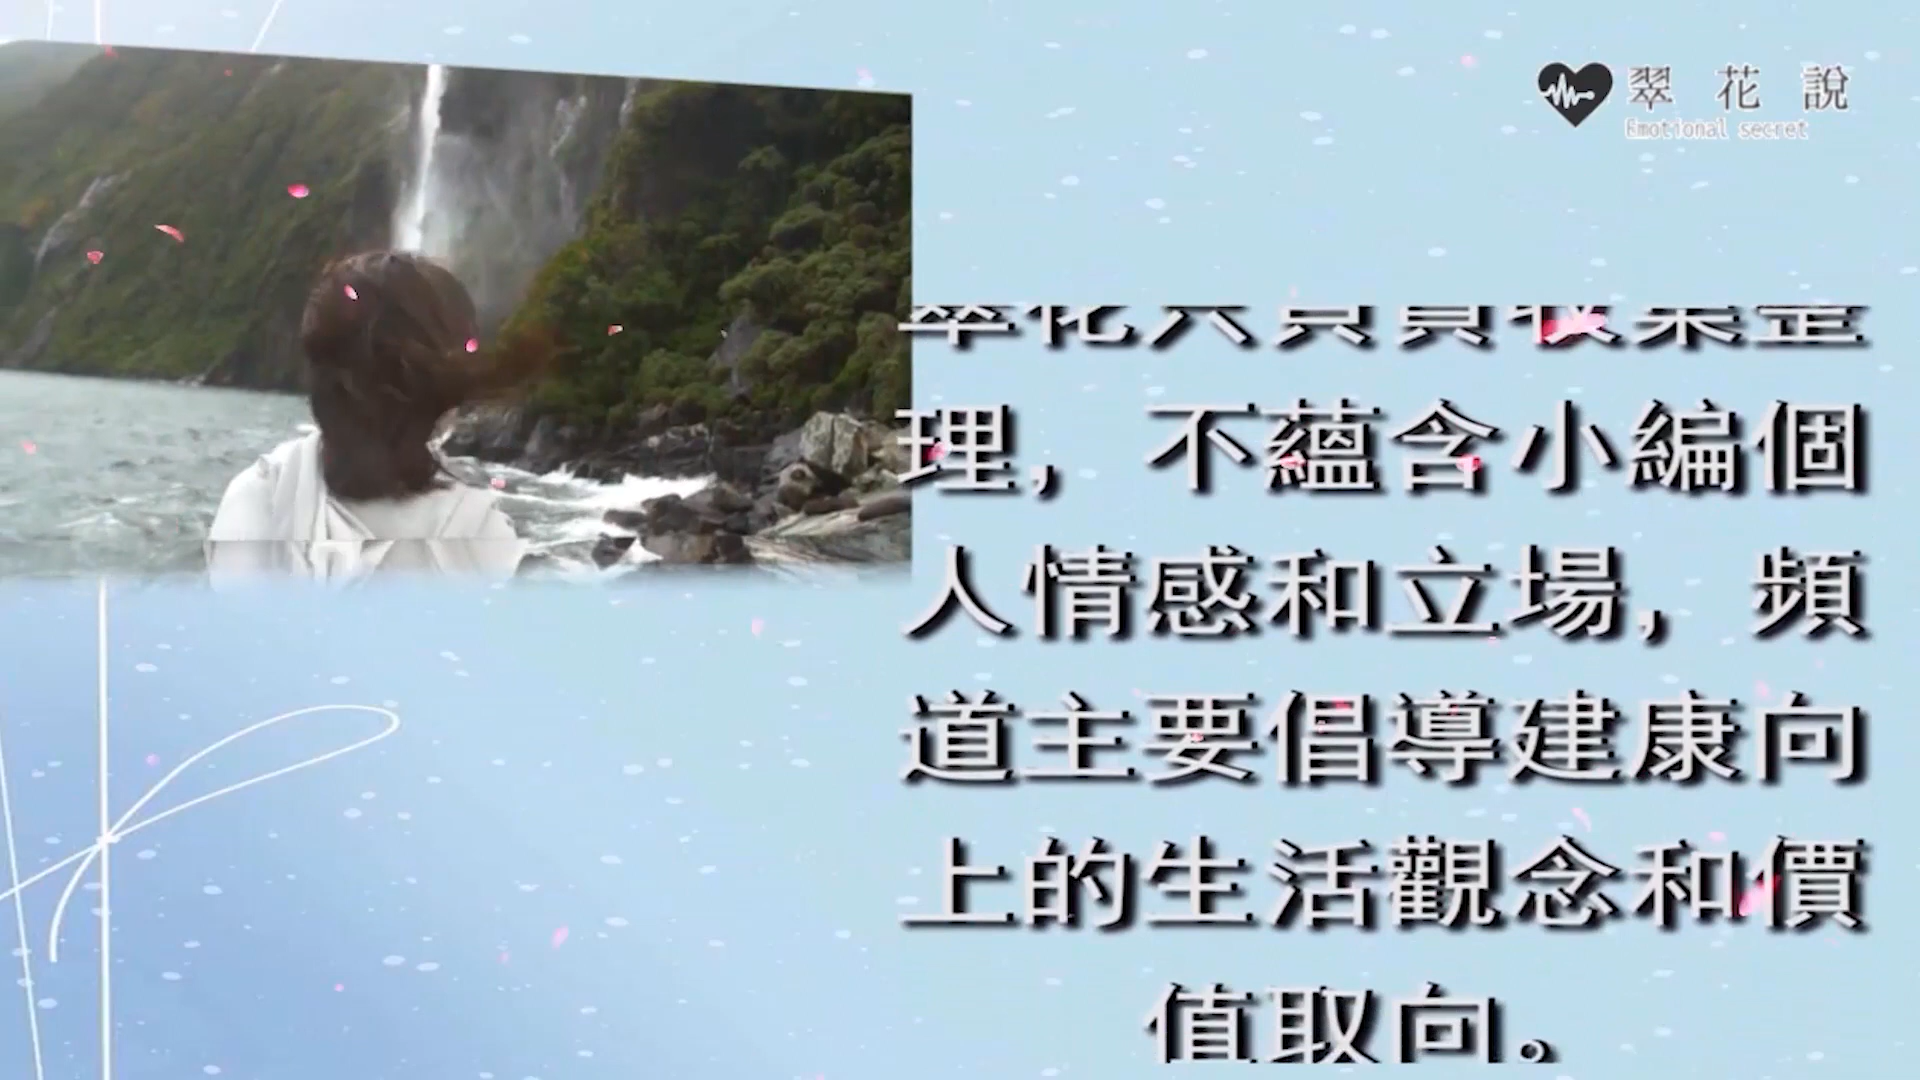 翠花說
Emotional secret
理，不蘊含小編個
人情感和立場，頻
道主要倡導建康向
上的生活觀念和價
值取向。